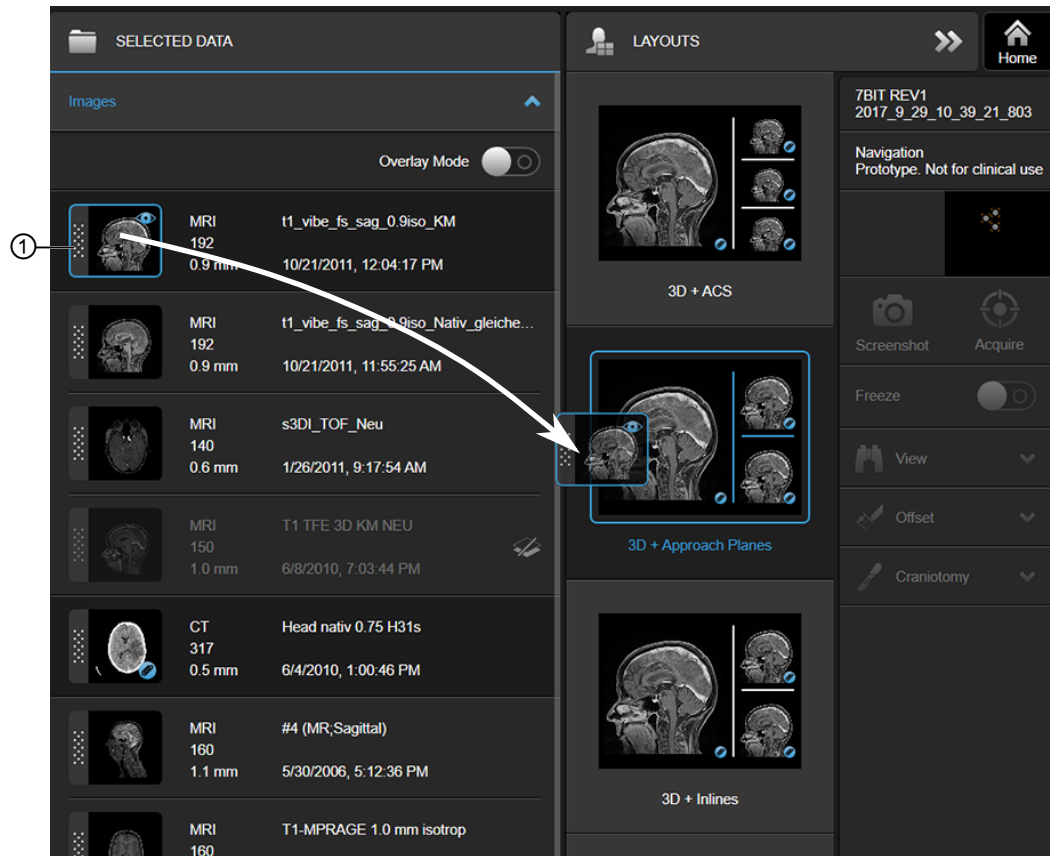 SELECTED DATA
LAYOUTS
Home
Images
Overlay Mode
1
MRI
t1_vibe_fs_sag_0.9iso_KM
192
0.9 mm
10/21/2011, 12:04:17 PM
MRI
t1_vibe_fs_sag_0.9iso_Nativ_gleiche...
192
0.9 mm
10/21/2011, 11:55:25 AM
MRI
s3DI_TOF_Neu
140
0.6 mm
1/26/2011, 9:17:54 AM
MRI
T1 TFE 3D KM NEU
150
1.0 mm
6/8/2010, 7:03:44 PM
CT
Head nativ 0.75 H31s
317
0.5 mm
6/4/2010, 1:00:46 PM
MRI
#4 (MR;Sagittal)
160
1.1 mm
5/30/2006, 5:12:36 PM
MRI
T1-MPRAGE 1.0 mm isotrop
160
3D + ACS
3D + Approach Planes
3D + Inlines
7BIT REV1
2017_9_29_10_39_21_803
Navigation
Prototype. Not for clinical use
Screenshot
Acquire
Freeze
View
Offset
Craniotomy